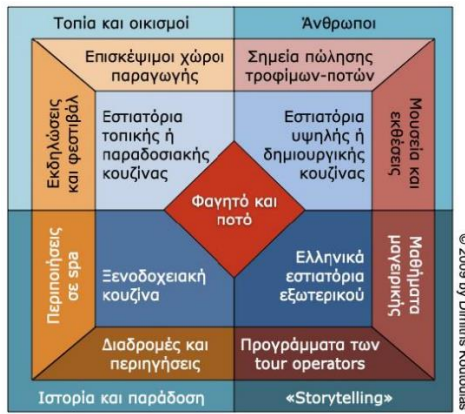 Τοπία και οικισμοί
Άνθρωποι
Επισκέψιμοι χώροι
παραγωγής
Σημεία πώλησης
τροφίμων-ποτών
Εκδηλώσεις
και φεστιβάλ
Εστιατόρια
τοπικής ή
παραδοσιακής
κουζίνας
Εστιατόρια
υψηλής ή
δημιουργικής
κουζίνας
Μουσεία και
εκθέσεις
Φαγητό και
ποτό
Περιποιήσεις
σε spa
Ξενοδοχειακή
κουζίνα
Ελληνικά
εστιατόρια
εξωτερικού
Μαθήματα
μαγειρικής
Διαδρομές και
περιηγήσεις
Προγράμματα των
tour operators
Ιστορία και παράδοση
«Storytelling»
© 2009 by Dimitris Koutoulas